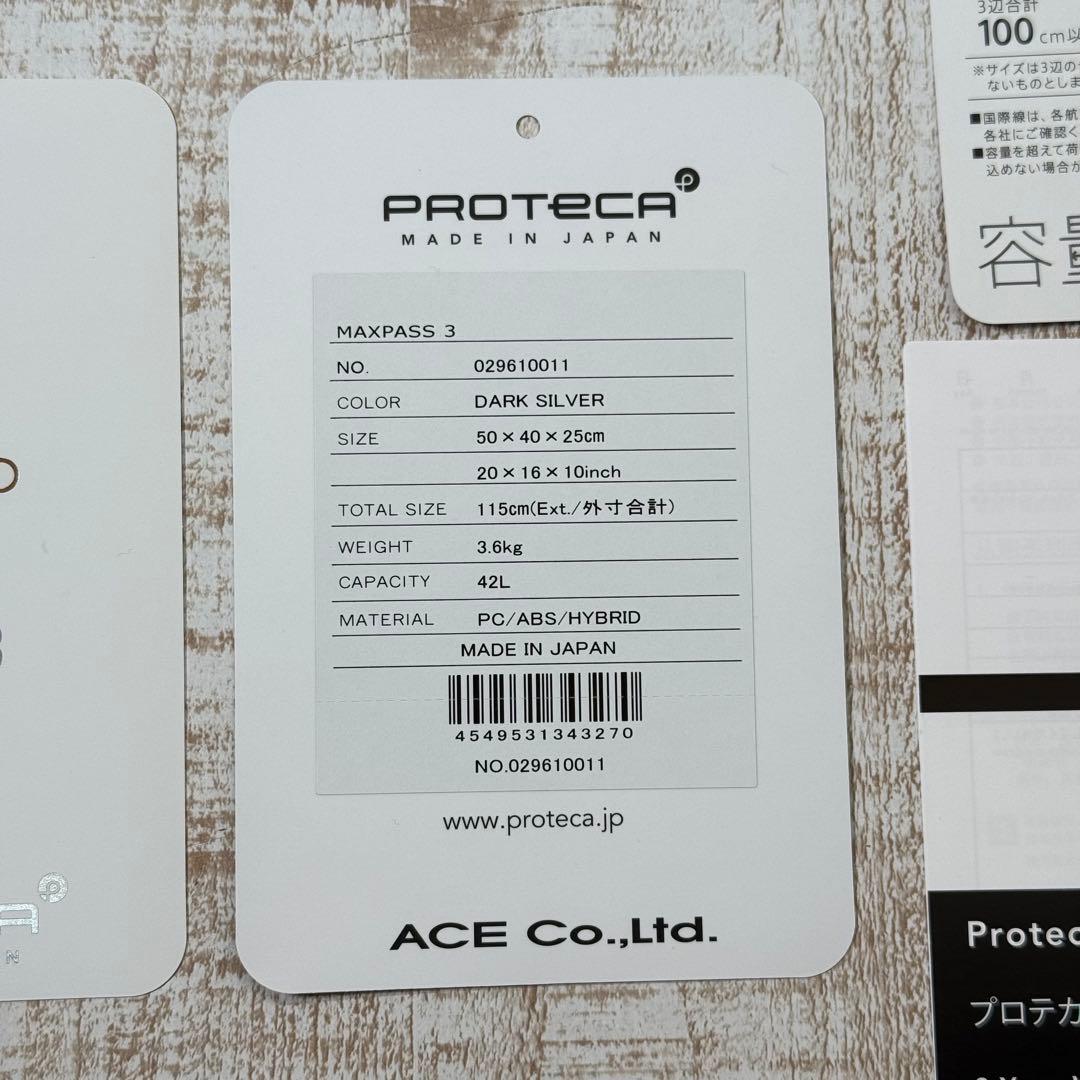 PROTECA
MADE IN JAPAN
MAXPASS 3
NO. 029610011
COLOR DARK SILVER
SIZE 50×40×25cm
20×16×10inch
TOTAL SIZE 115cm(Ext./外寸合計)
WEIGHT 3.6kg
CAPACITY 42L
MATERIAL PC/ABS/HYBRID
MADE IN JAPAN
4549531343270
NO.029610011
www.proteca.jp
ACE Co.,Ltd.
3辺合計
100cm以
※サイズは3辺の
ないものとしま
■国際線は、各航
各社にご確認く
■容量を超えて荷
込めない場合が
容量
Protec
プロテカ